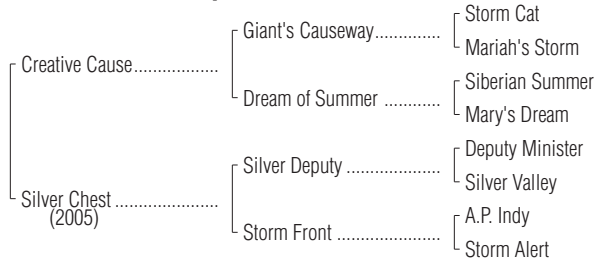 Storm Cat
Giant's Causeway..............
Mariah's Storm
Creative Cause..................
Siberian Summer
Dream of Summer ............
Mary's Dream
Deputy Minister
Silver Deputy ....................
Silver Valley
Silver Chest ......................
(2005)
A.P. Indy
Storm Front ......................
Storm Alert